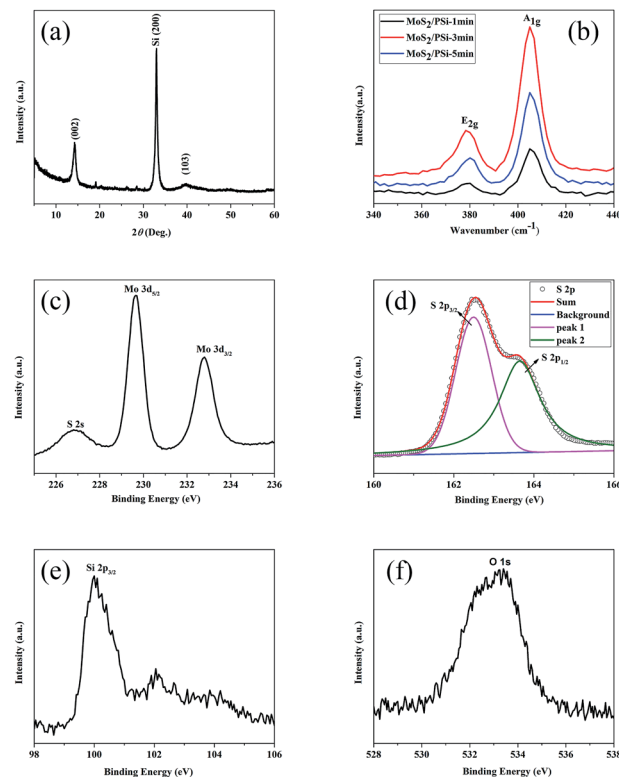 (a)
Si (200)
(002)
(103)
Intensity (a.u.)
10 20 30 40 50 60
2θ (Deg.)
(b)
MoS2/PSi-1min
MoS2/PSi-3min
MoS2/PSi-5min
A1g
E2g
Intensity(a.u.)
340 360 380 400 420 440
Wavenumber (cm-1)
(c)
Mo 3d5/2
Mo 3d3/2
S 2s
Intensity (a.u.)
226 228 230 232 234 236
Binding Energy (eV)
(d)
S 2p
Sum
Background
peak 1
peak 2
S 2p3/2
S 2p1/2
Intensity (a.u.)
160 162 164 166
Binding Energy (eV)
(e)
Si 2p3/2
Intensity (a.u.)
98 100 102 104 106
Binding Energy (eV)
(f)
O 1s
Intensity (a.u.)
528 530 532 534 536 538
Binding Energy (eV)